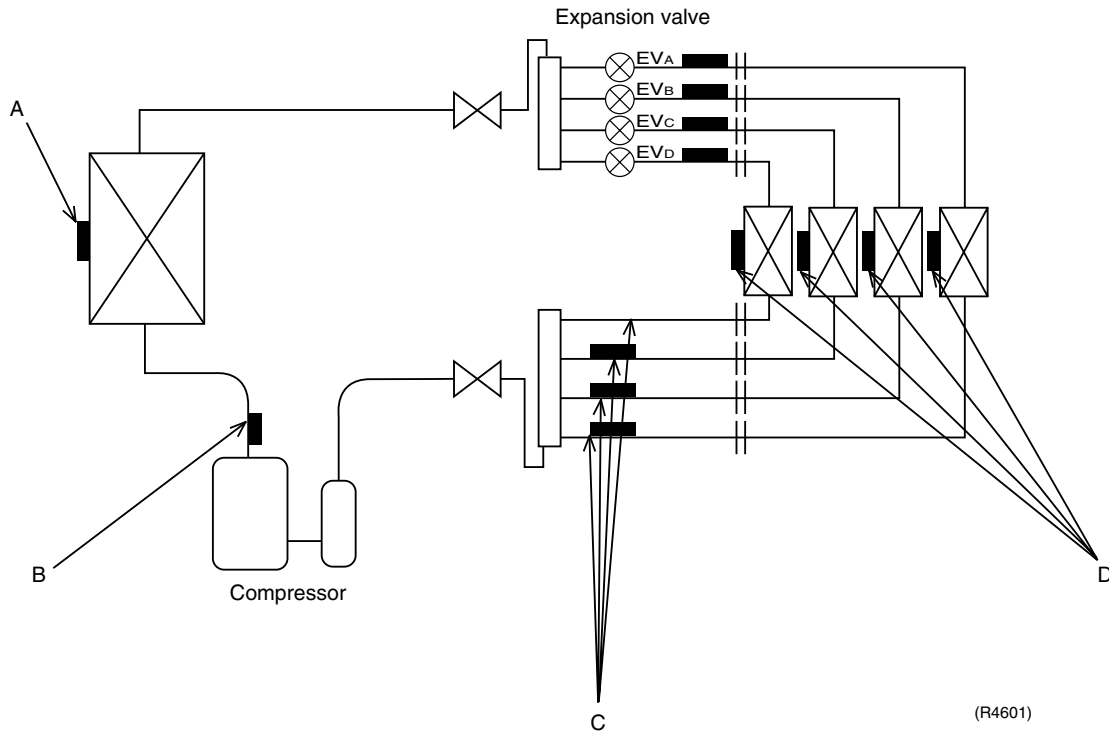 Expansion valve
EVA
EVB
EVC
EVD
A
B
Compressor
D
C
(R4601)